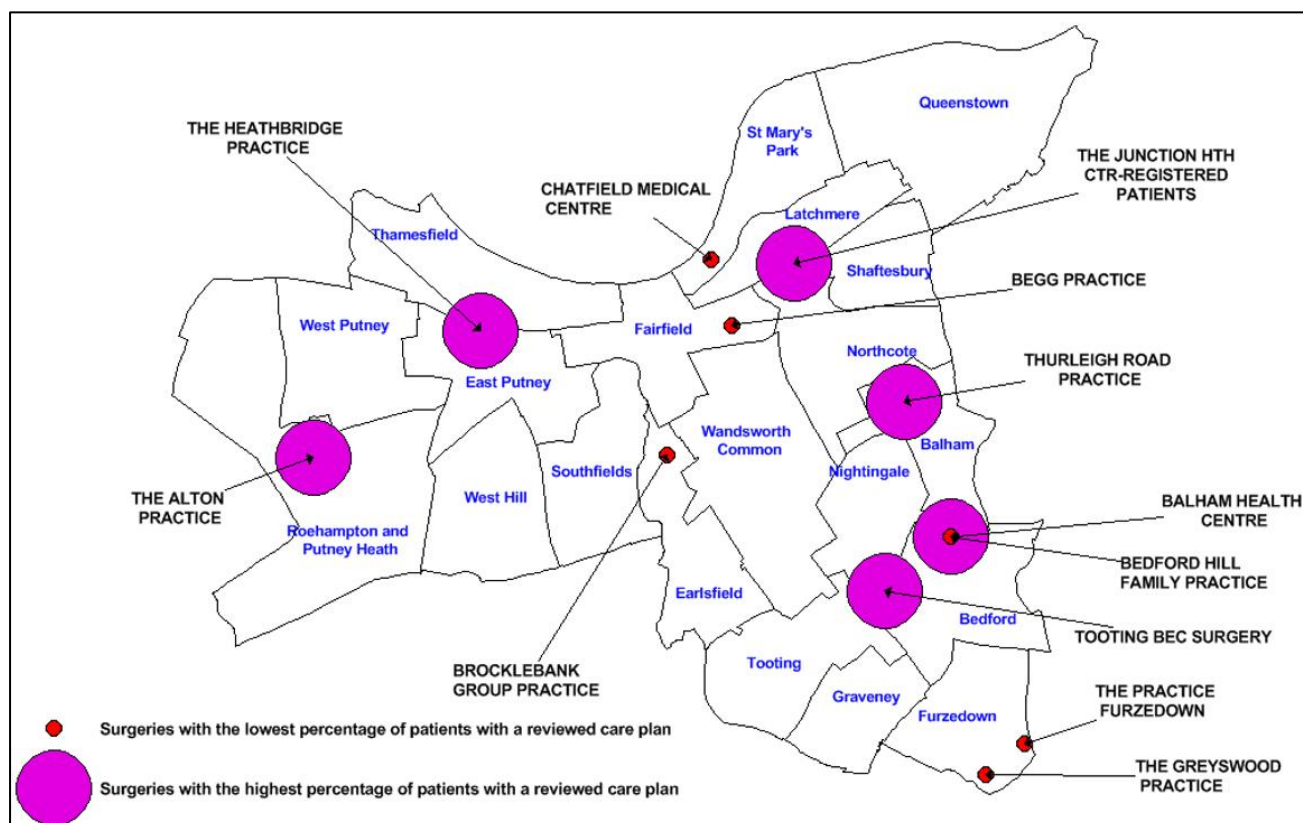 Queenstown
St Mary's
Park
THE HEATHBRIDGE
PRACTICE
THE JUNCTION HTH
CTR-REGISTERED
PATIENTS
CHATFIELD MEDICAL
CENTRE
Latchmere
Thamesfield
Shaftesbury
BEGG PRACTICE
West Putney
Fairfield
Northcote
THURLEIGH ROAD
PRACTICE
East Putney
Wandsworth
Common
Balham
Southfields
Nightingale
THE ALTON
PRACTICE
West Hill
BALHAM HEALTH
CENTRE
Roehampton and
Putney Heath
BEDFORD HILL
FAMILY PRACTICE
Earlsfield
Bedford
TOOTING BEC SURGERY
BROCKLEBANK
GROUP PRACTICE
Tooting
Graveney
THE PRACTICE
FURZEDOWN
Furzedown
Surgeries with the lowest percentage of patients with a reviewed care plan
THE GREYSWOOD
PRACTICE
Surgeries with the highest percentage of patients with a reviewed care plan